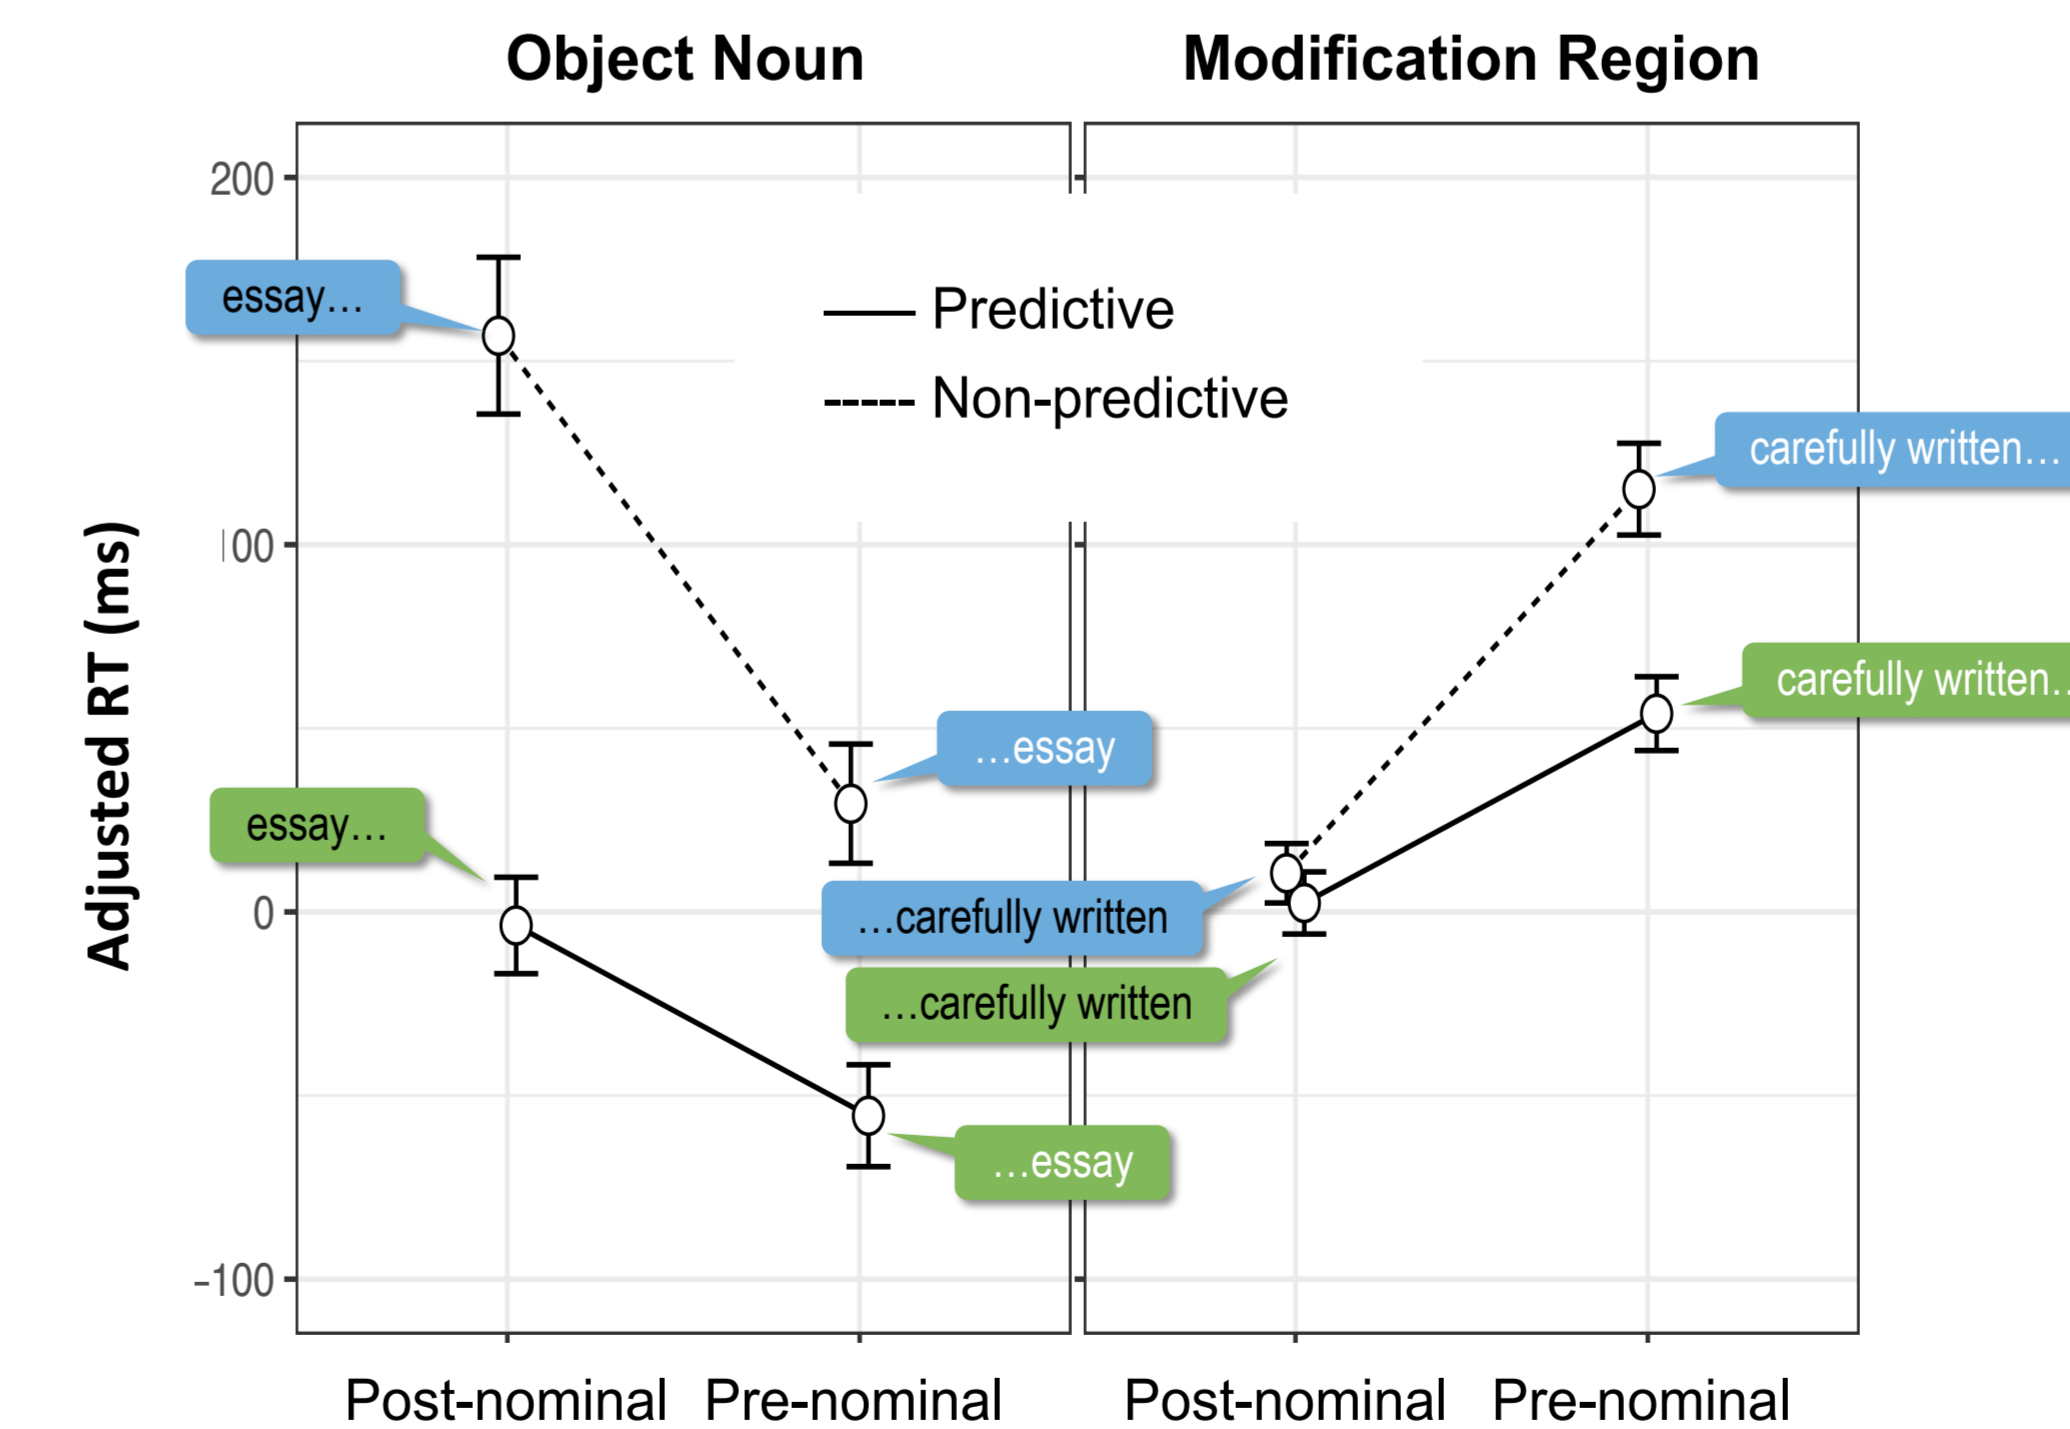 Object Noun
Modification Region
200
essay…
Predictive
Non-predictive
carefully written…
100
Adjusted RT (ms)
carefully written…
…essay
essay…
0
…carefully written
…carefully written
…essay
-100
Post-nominal
Pre-nominal
Post-nominal
Pre-nominal